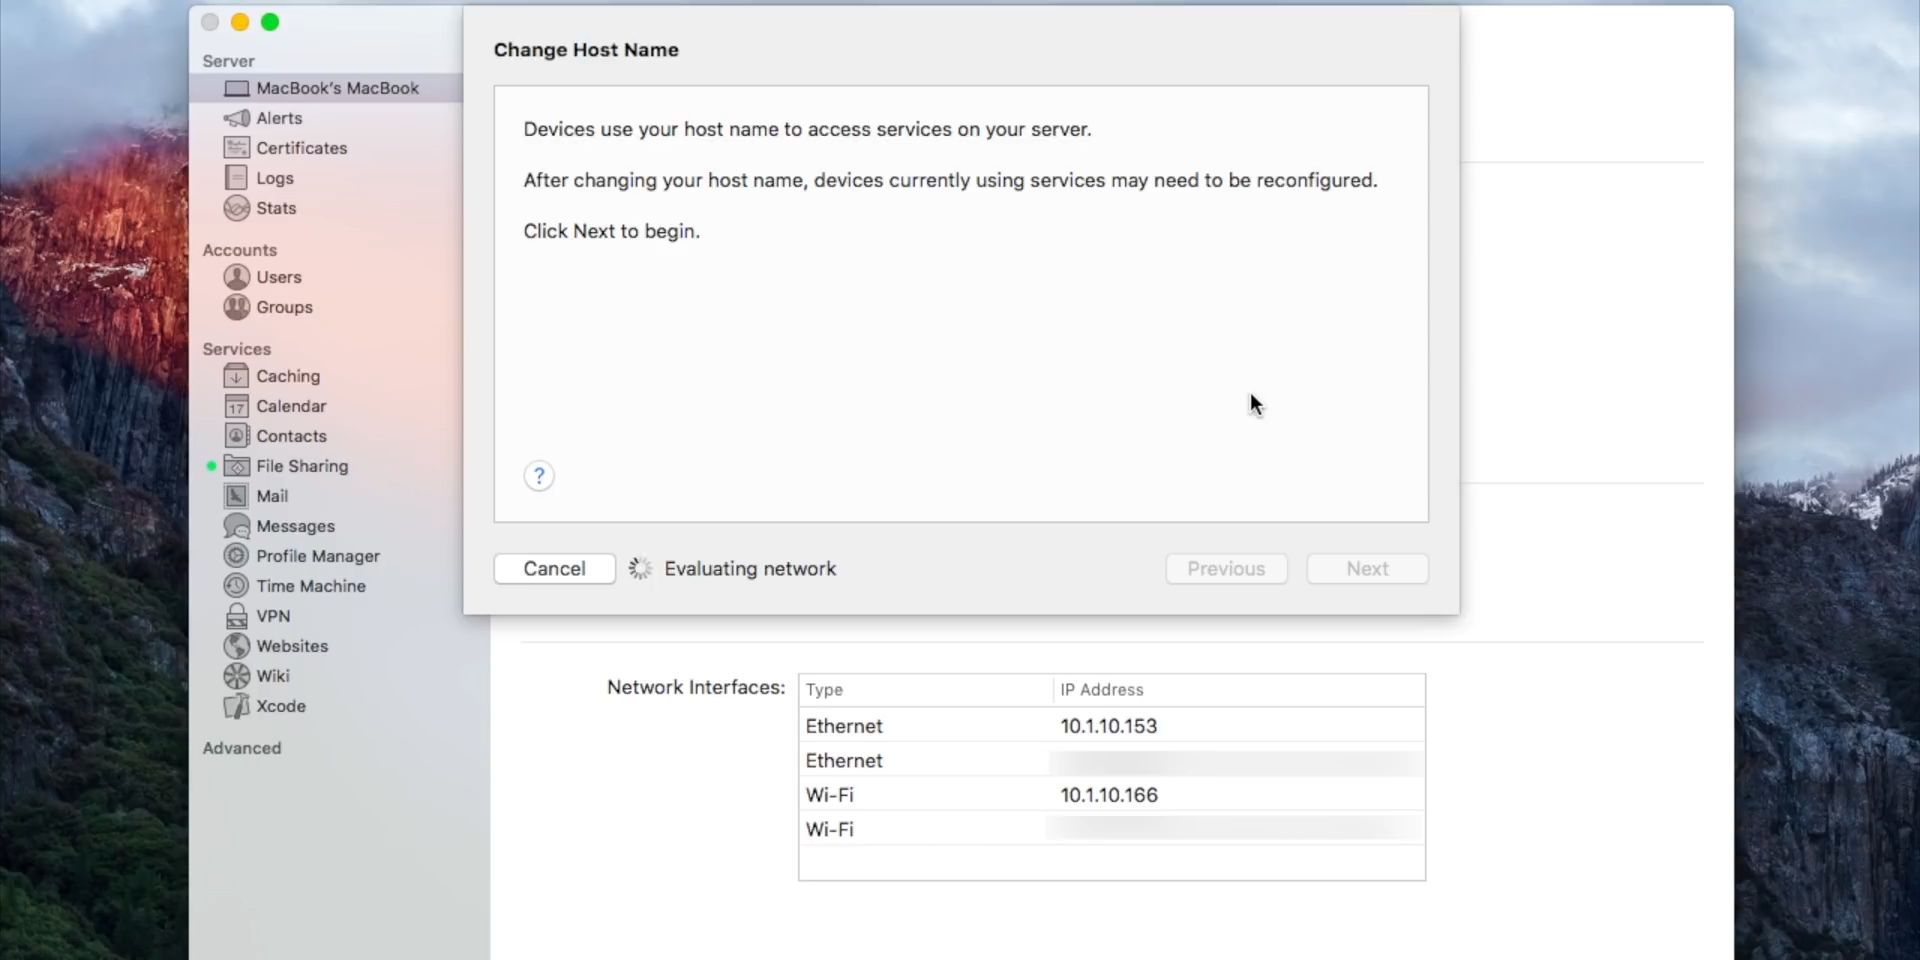 Change Host Name
Server
MacBook's MacBook
Alerts
Certificates
Logs
Stats
Accounts
Users
Groups
Services
Caching
17
Calendar
Contacts
File Sharing
Mail
Messages
Profile Manager
Time Machine
VPN
Websites
Wiki
Xcode
Advanced
Devices use your host name to access services on your server.
After changing your host name, devices currently using services may need to be reconfigured.
Click Next to begin.
?
Cancel
Evaluating network
Previous
Next
Network Interfaces:
Type IP Address
Ethernet 10.1.10.153
Ethernet
Wi-Fi 10.1.10.166
Wi-Fi